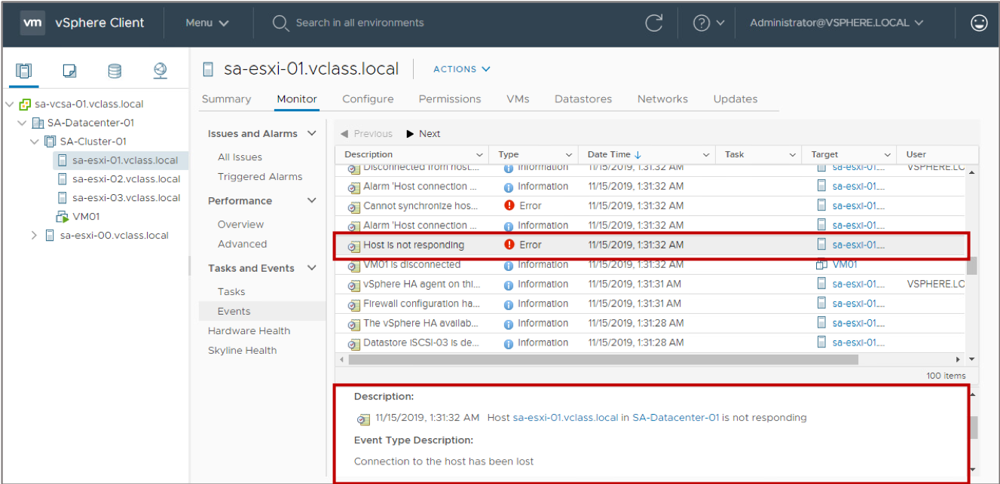 vm vSphere Client Menu Search in all environments ? Administrator@VSPHERE.LOCAL
sa-esxi-01.vclass.local ACTIONS
Summary Monitor Configure Permissions VMs Datastores Networks Updates
sa-vcsa-01.vclass.local
SA-Datacenter-01
SA-Cluster-01
sa-esxi-01.vclass.local
sa-esxi-02.vclass.local
sa-esxi-03.vclass.local
VM01
sa-esxi-00.vclass.local
Issues and Alarms
All Issues
Triggered Alarms
Performance
Overview
Advanced
Tasks and Events
Tasks
Events
Hardware Health
Skyline Health
Previous Next
Description Type Date Time Task Target User
Disconnected from host... Information 11/15/2019, 1:31:32 AM sa-esxi-01.... VSPHERE.LO
Alarm 'Host connection ... Information 11/15/2019, 1:31:32 AM sa-esxi-01....
Cannot synchronize hos... Error 11/15/2019, 1:31:32 AM sa-esxi-01....
Alarm 'Host connection ... Information 11/15/2019, 1:31:32 AM sa-esxi-01....
Host is not responding Error 11/15/2019, 1:31:32 AM sa-esxi-01....
VM01 is disconnected Information 11/15/2019, 1:31:32 AM VM01
vSphere HA agent on thi... Information 11/15/2019, 1:31:31 AM sa-esxi-01.... VSPHERE.LO
Firewall configuration ha... Information 11/15/2019, 1:31:31 AM sa-esxi-01....
The vSphere HA availab... Information 11/15/2019, 1:31:28 AM sa-esxi-01....
Datastore iSCSI-03 is de... Information 11/15/2019, 1:31:28 AM sa-esxi-01....
100 items
Description:
11/15/2019, 1:31:32 AM Host sa-esxi-01.vclass.local in SA-Datacenter-01 is not responding
Event Type Description:
Connection to the host has been lost